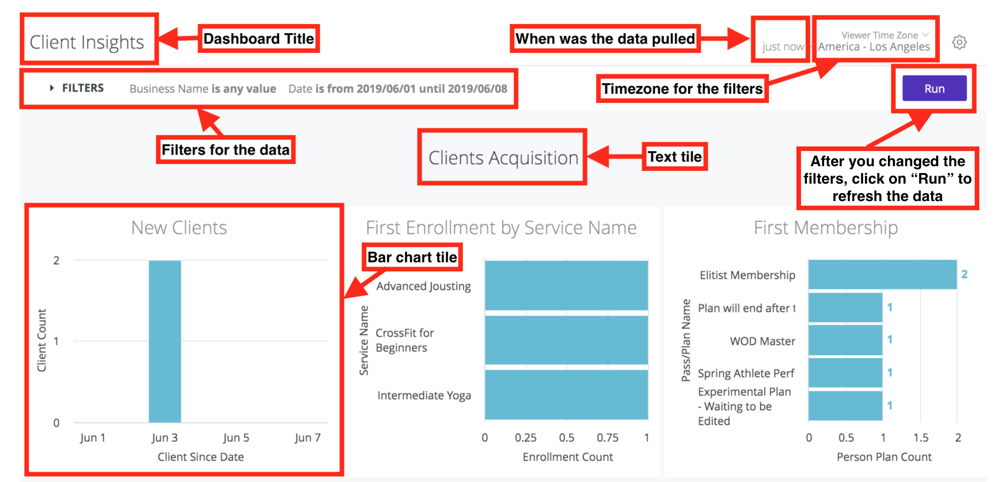 Client Insights
Dashboard Title
When was the data pulled
just now · 
Viewer Time Zone
America - Los Angeles
FILTERS
Business Name is any value
Date is from 2019/06/01 until 2019/06/08
Timezone for the filters
Run
Filters for the data
Clients Acquisition
Text tile
After you changed the
filters, click on “Run” to
refresh the data
New Clients
Client Count
2
1
0
Jun 1
Jun 3
Jun 5
Jun 7
Client Since Date
First Enrollment by Service Name
Bar chart tile
Service Name
Advanced Jousting
CrossFit for
Beginners
Intermediate Yoga
0
0.25
0.5
0.75
1
Enrollment Count
First Membership
Pass/Plan Name
Elitist Membership
2
Plan will end after t
1
WOD Master
1
Spring Athlete Perf
1
Experimental Plan
- Waiting to be
Edited
1
0
0.5
1
1.5
2
Person Plan Count